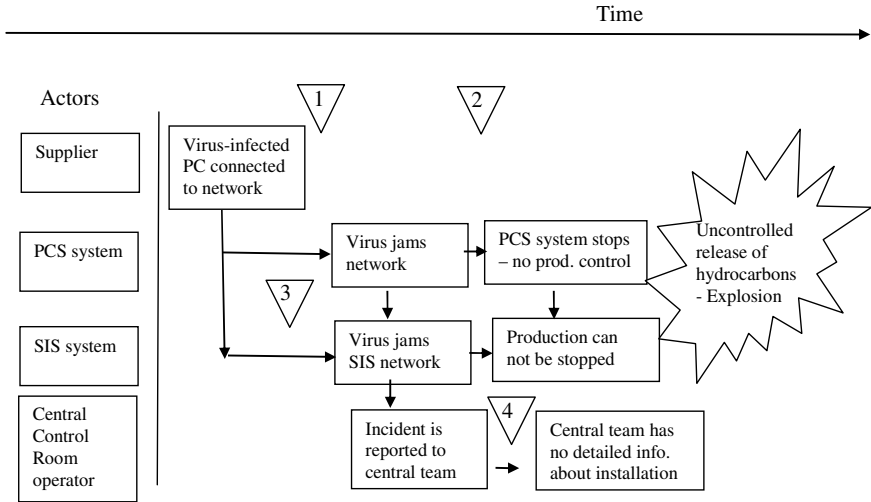 Time
Actors
1
2
Supplier
Virus-infected
PC connected
to network
PCS system
Virus jams
network
PCS system stops
– no prod. control
Uncontrolled
release of
hydrocarbons
- Explosion
3
SIS system
Virus jams
SIS network
Production can
not be stopped
Central
Control
Room
operator
Incident is
reported to
central team
4
Central team has
no detailed info.
about installation